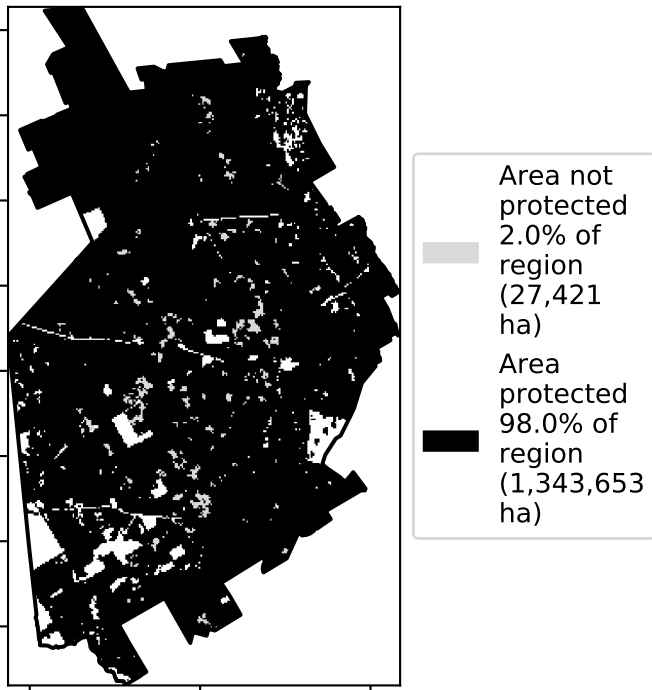 Area not
protected
2.0% of
region
(27,421
ha)
Area
protected
98.0% of
region
(1,343,653
ha)